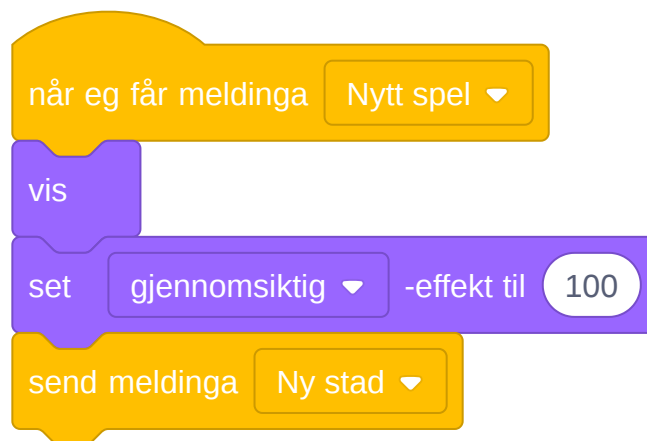 når eg får meldinga Nytt spel
vis
set gjennomsiktig -effekt til 100
send meldinga Ny stad